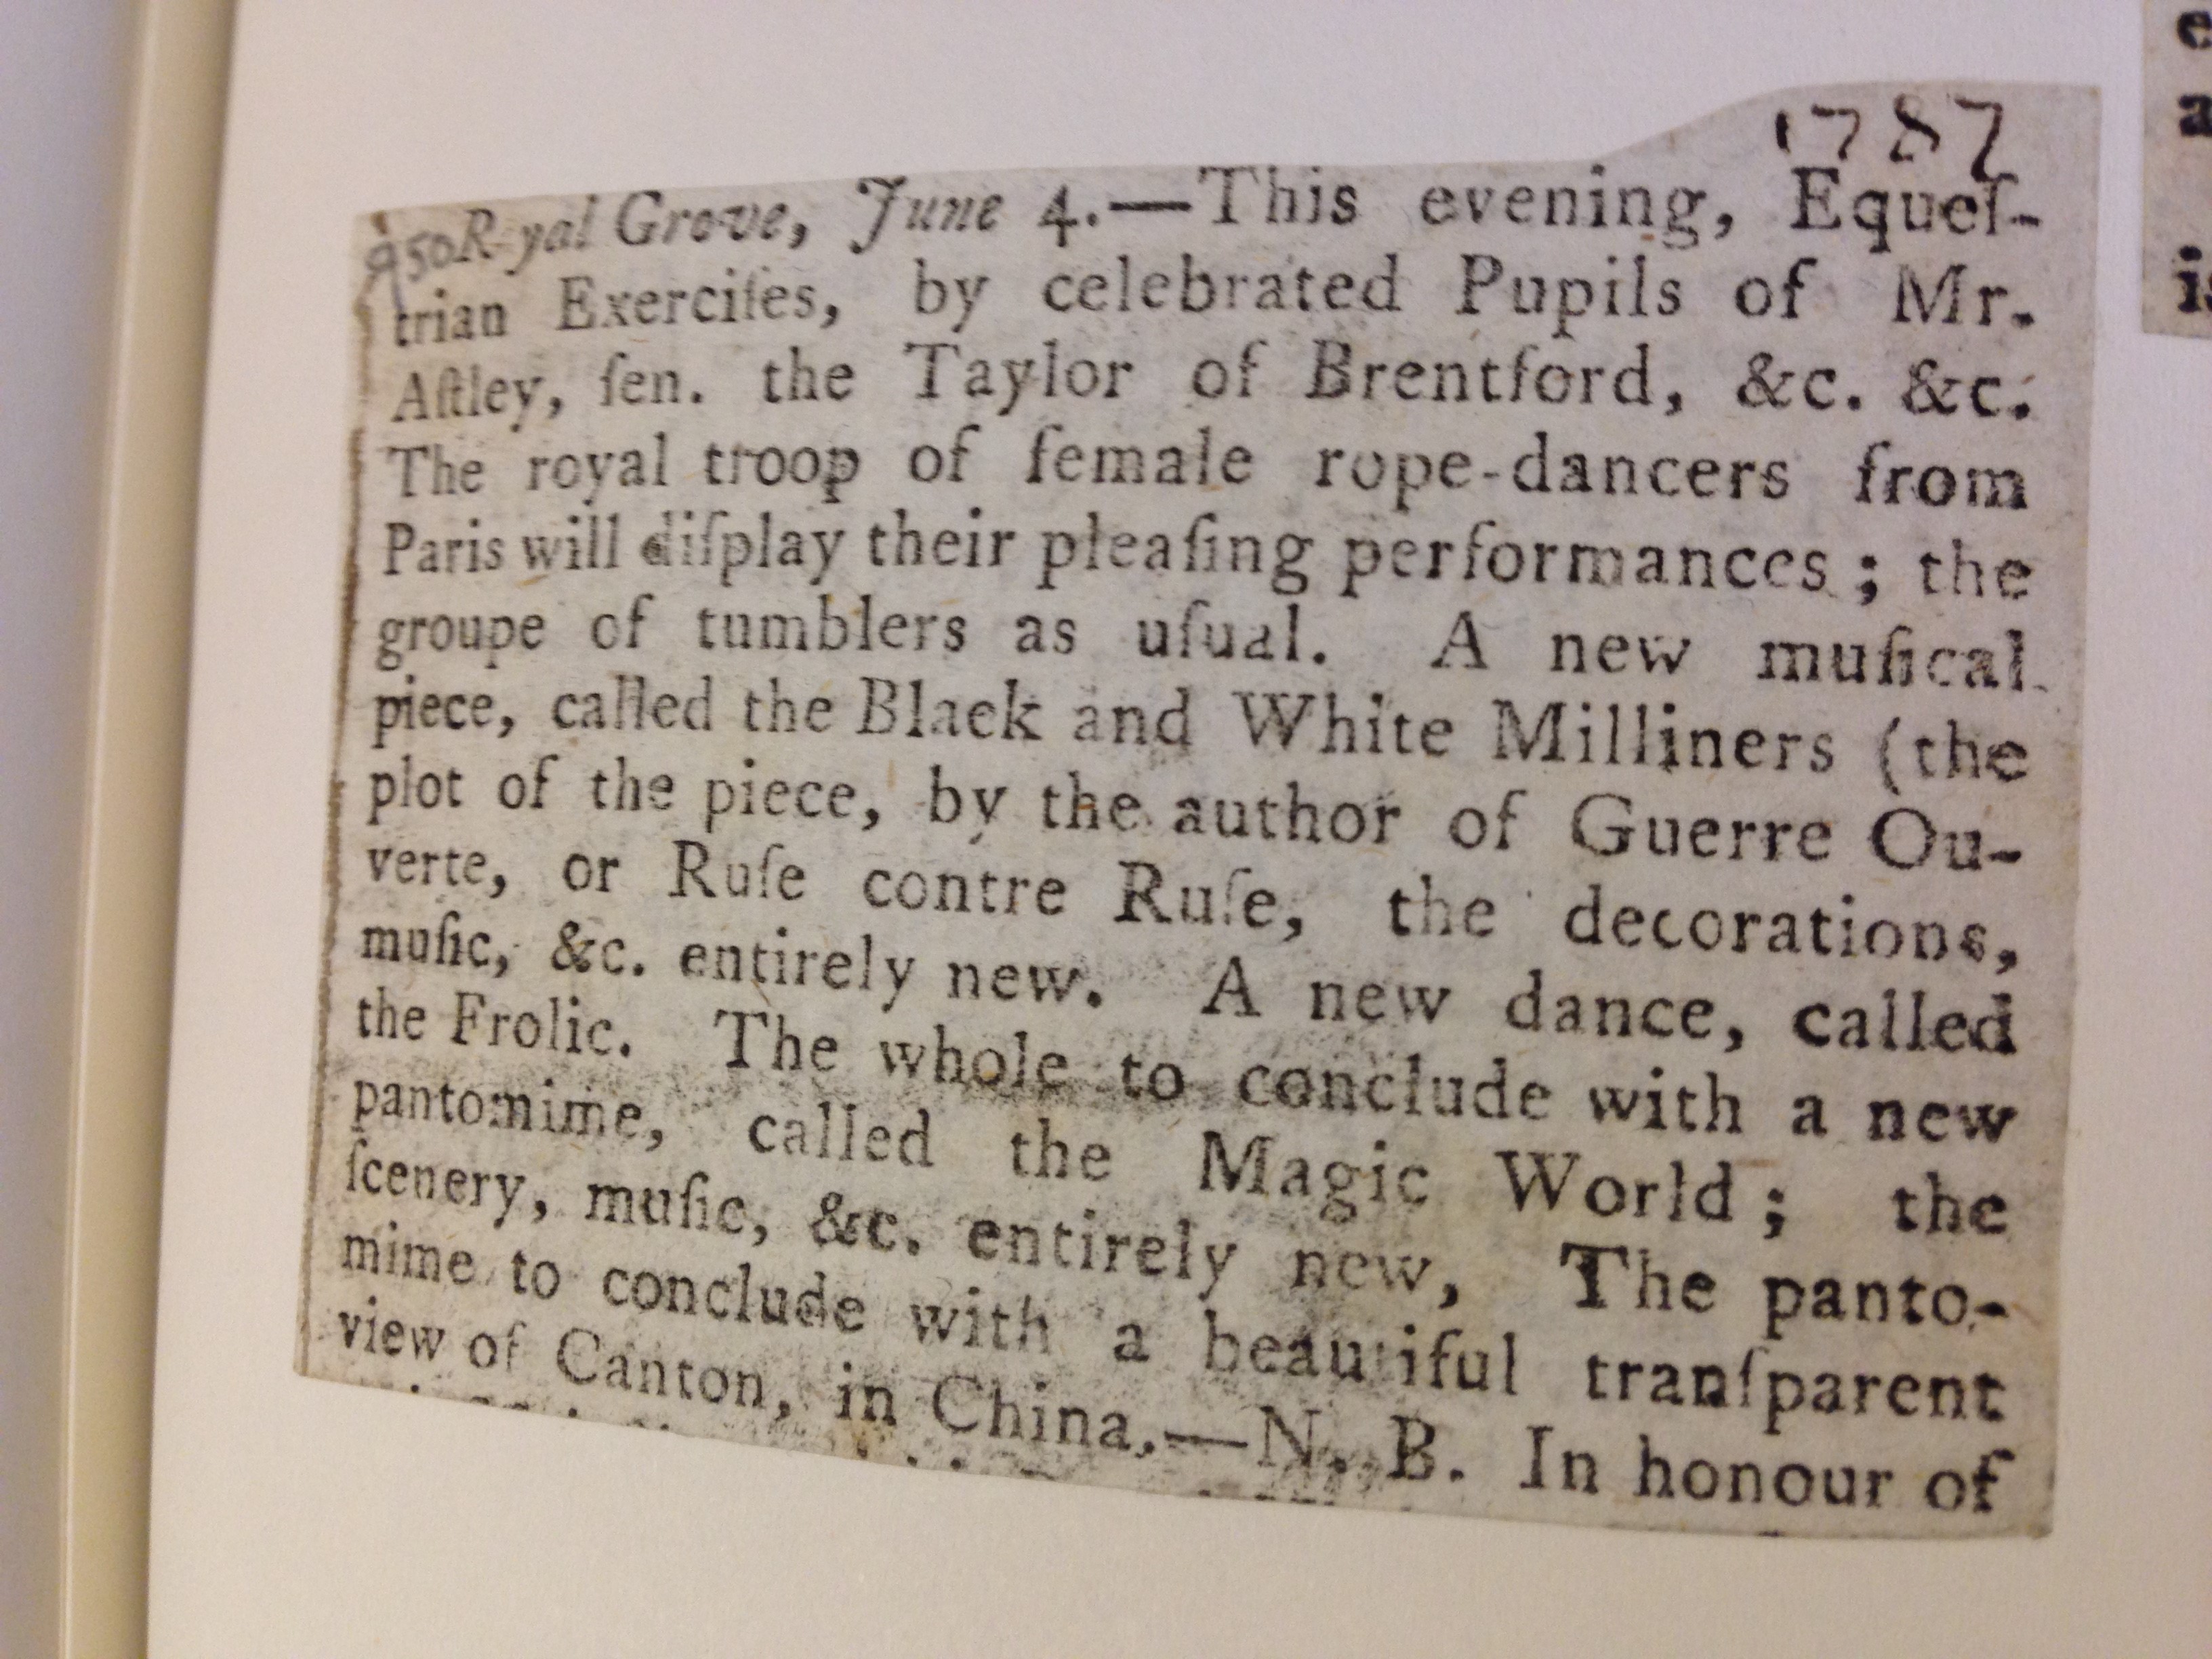 1787
950 Royal Grove, June 4.—This evening, Equeſ-
trian Exerciſes, by celebrated Pupils of Mr.
Aſtley, ſen. the Taylor of Brentford, &c. &c.
The royal troop of female rope-dancers from
Paris will diſplay their pleaſing performances; the
groupe of tumblers as uſual. A new muſical
piece, called the Black and White Milliners (the
plot of the piece, by the author of Guerre Ou-
verte, or Ruſe contre Ruſe, the decorations,
muſic, &c. entirely new. A new dance, called
the Frolic. The whole to conclude with a new
pantomime, called the Magic World; the
ſcenery, muſic, &c. entirely new, The panto-
mime to conclude with a beautiful tranſparent
view of Canton, in China.—N. B. In honour of